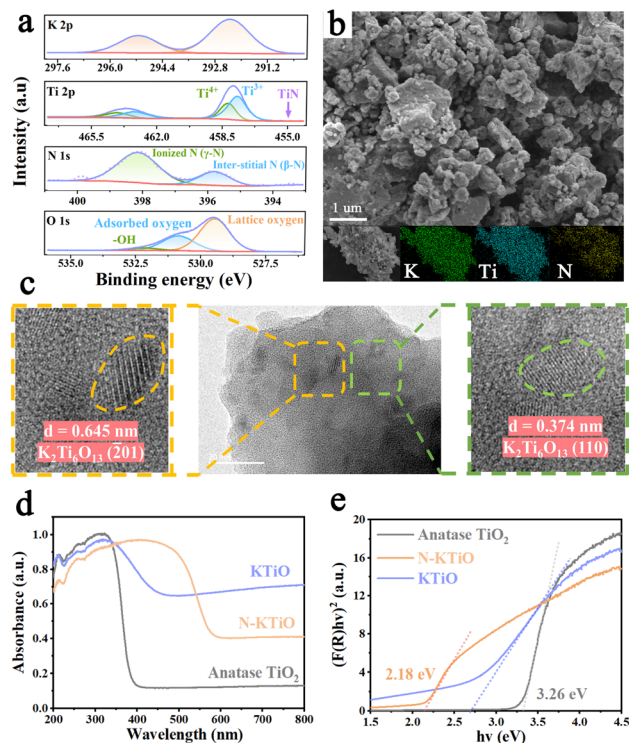 a
K 2p
297.6 296.0 294.4 292.8 291.2
Ti 2p
Ti4+
Ti3+
TiN
465.5 462.0 458.5 455.0
N 1s
Ionized N (γ-N)
Inter-stitial N (β-N)
400 398 396 394
O 1s
Adsorbed oxygen
Lattice oxygen
-OH
535.0 532.5 530.0 527.5
Binding energy (eV)
Intensity (a.u)
b
1 um
K
Ti
N
c
d = 0.645 nm
K2Ti6O13 (201)
d = 0.374 nm
K2Ti6O13 (110)
d
1.0
0.8
0.6
0.4
0.2
0.0
KTiO
N-KTiO
Anatase TiO2
200 300 400 500 600 700 800
Wavelength (nm)
Absorbance (a.u.)
e
20
16
12
8
4
0
Anatase TiO2
N-KTiO
KTiO
2.18 eV
3.26 eV
1.5 2.0 2.5 3.0 3.5 4.0 4.5
hv (eV)
(F(R)hv)2 (a.u.)